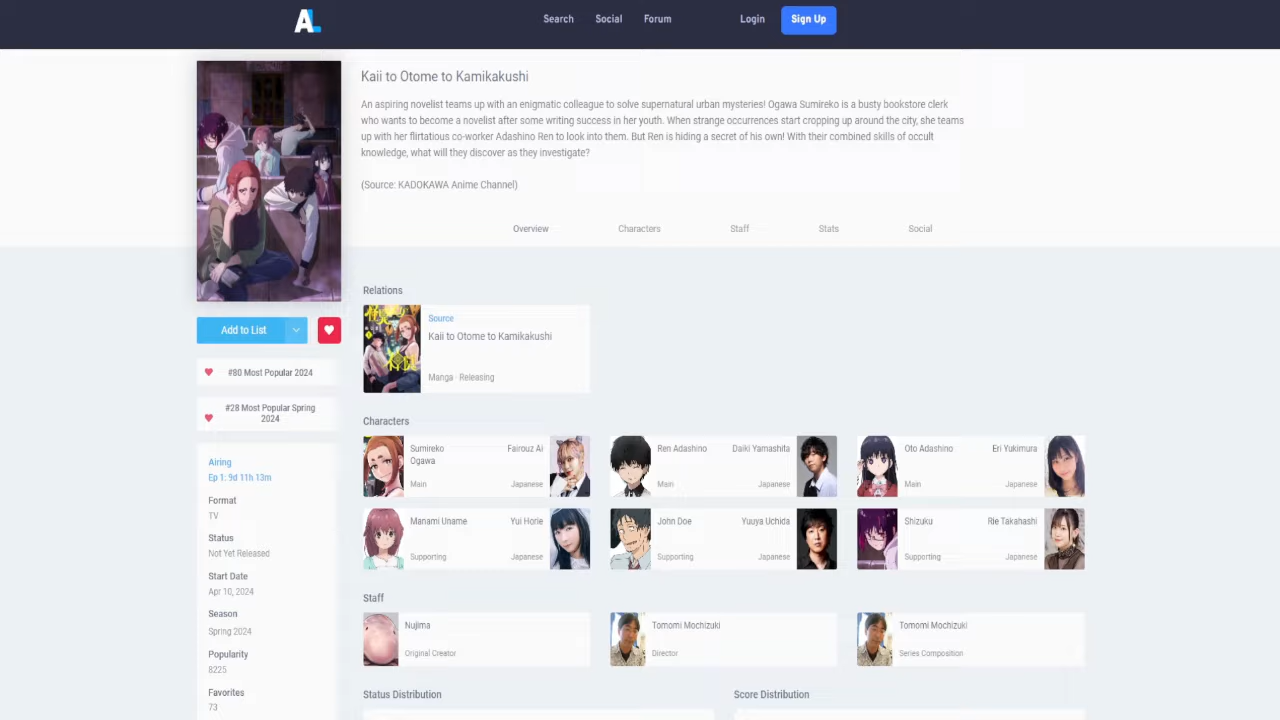 AL
Search
Social
Forum
Login
Sign Up
Kaii to Otome to Kamikakushi
An aspiring novelist teams up with an enigmatic colleague to solve supernatural urban mysteries! Ogawa Sumireko is a busty bookstore clerk
who wants to become a novelist after some writing success in her youth. When strange occurrences start cropping up around the city, she teams
up with her flirtatious co-worker Adashino Ren to look into them. But Ren is hiding a secret of his own! With their combined skills of occult
knowledge, what will they discover as they investigate?
(Source: KADOKAWA Anime Channel)
Overview
Characters
Staff
Stats
Social
Add to List
#80 Most Popular 2024
#28 Most Popular Spring
2024
Airing
Ep 1: 9d 11h 13m
Format
TV
Status
Not Yet Released
Start Date
Apr 10, 2024
Season
Spring 2024
Popularity
8225
Favorites
73
Relations
Source
Kaii to Otome to Kamikakushi
Manga · Releasing
Characters
Sumireko
Ogawa
Main
Fairouz Ai
Japanese
Ren Adashino
Main
Daiki Yamashita
Japanese
Oto Adashino
Main
Eri Yukimura
Japanese
Manami Uname
Supporting
Yui Horie
Japanese
John Doe
Supporting
Yuuya Uchida
Japanese
Shizuku
Supporting
Rie Takahashi
Japanese
Staff
Nujima
Original Creator
Tomomi Mochizuki
Director
Tomomi Mochizuki
Series Composition
Status Distribution
Score Distribution